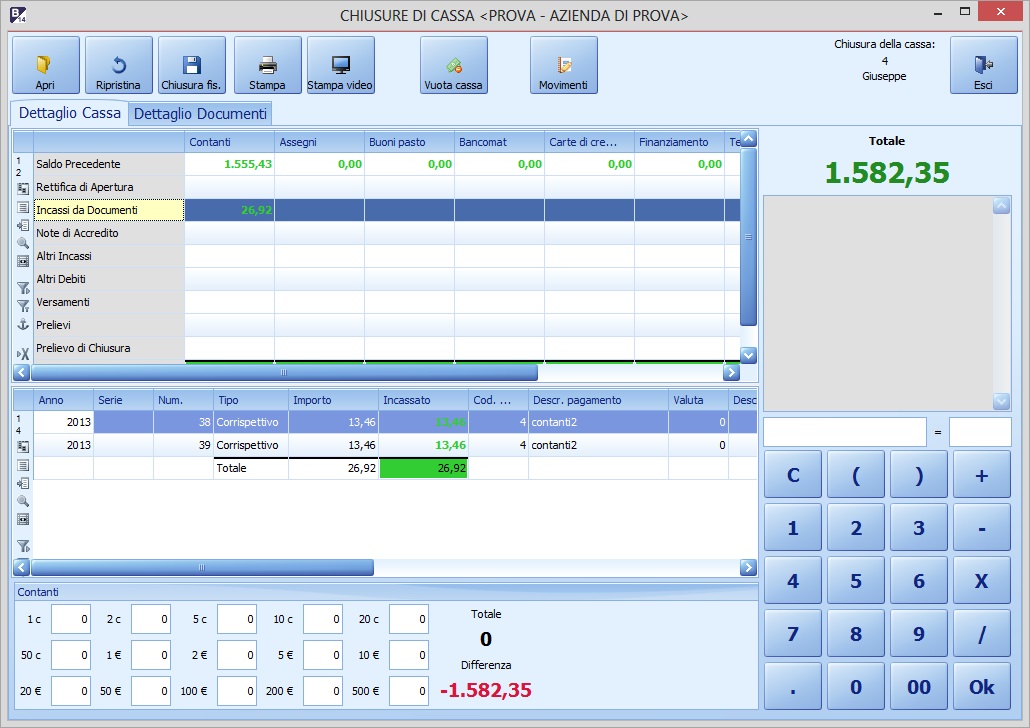 B
14
CHIUSURE DI CASSA <PROVA - AZIENDA DI PROVA>
Apri
Ripristina
Chiusura fis.
Stampa
Stampa video
Vuota cassa
Movimenti
Chiusura della cassa:
4
Giuseppe
Esci
Dettaglio Cassa
Dettaglio Documenti
Contanti Assegni Buoni pasto Bancomat Carte di cre... Finanziamento Te
1
2
Saldo Precedente 1.555,43 0,00 0,00 0,00 0,00 0,00
Rettifica di Apertura
Incassi da Documenti 26,92
Note di Accredito
Altri Incassi
Altri Debiti
Versamenti
Prelievi
Prelievo di Chiusura
Totale
1.582,35
Anno Serie Num. Tipo Importo Incassato Cod. ... Descr. pagamento Valuta Desc
1
4
2013 38 Corrispettivo 13,46 13,46 4 contanti2 0
2013 39 Corrispettivo 13,46 13,46 4 contanti2 0
Totale 26,92 26,92
=
C ( ) +
1 2 3 -
4 5 6 X
7 8 9 /
. 0 00 Ok
Contanti
1 c 0 2 c 0 5 c 0 10 c 0 20 c 0
50 c 0 1 € 0 2 € 0 5 € 0 10 € 0
20 € 0 50 € 0 100 € 0 200 € 0 500 € 0
Totale
0
Differenza
-1.582,35